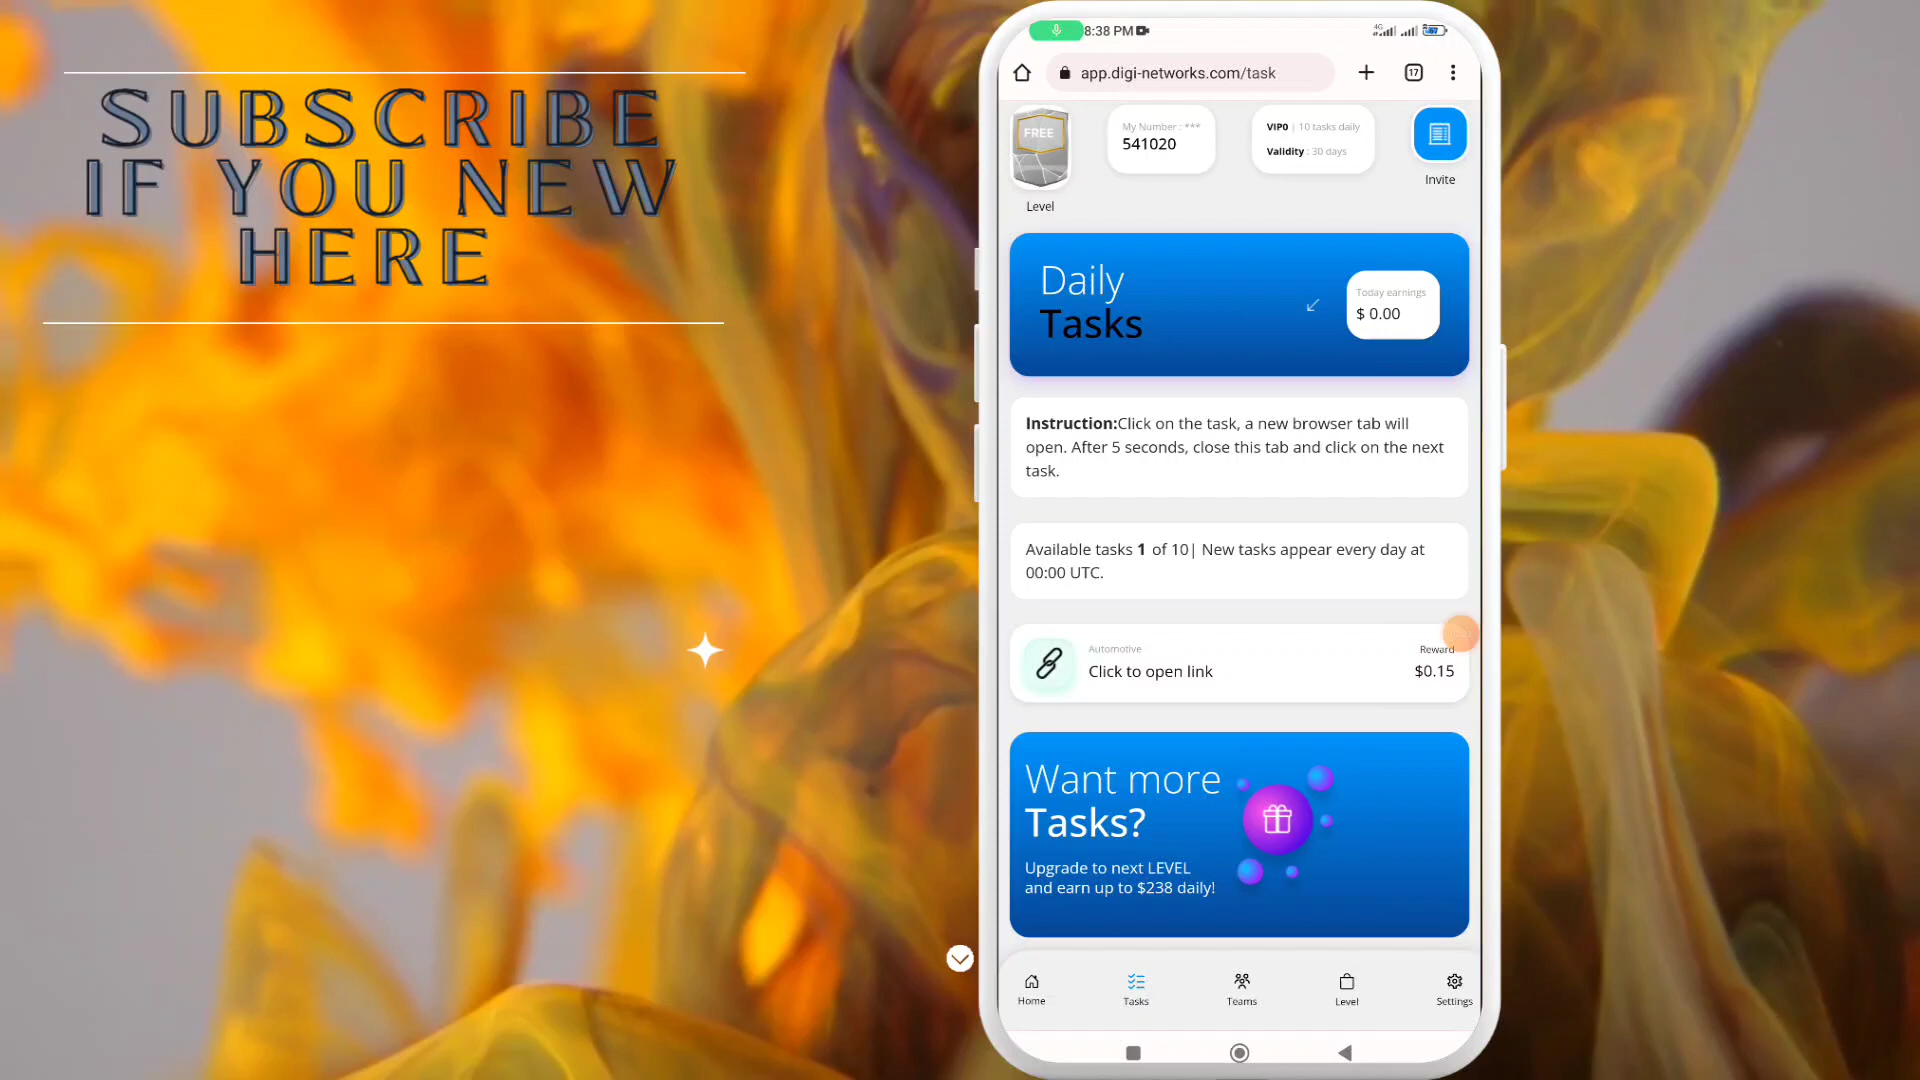 SUBSCRIBE
IF YOU NEW
HERE
8:38 PM
4G
app.digi-networks.com/task
17
FREE
Level
My Number : ***
541020
VIP0 | 10 tasks daily
Validity : 30 days
Invite
Daily
Tasks
Today earnings
$ 0.00
Instruction:Click on the task, a new browser tab will
open. After 5 seconds, close this tab and click on the next
task.
Available tasks 1 of 10| New tasks appear every day at
00:00 UTC.
Automotive
Click to open link
Reward
$0.15
Want more
Tasks?
Upgrade to next LEVEL
and earn up to $238 daily!
Home
Tasks
Teams
Level
Settings